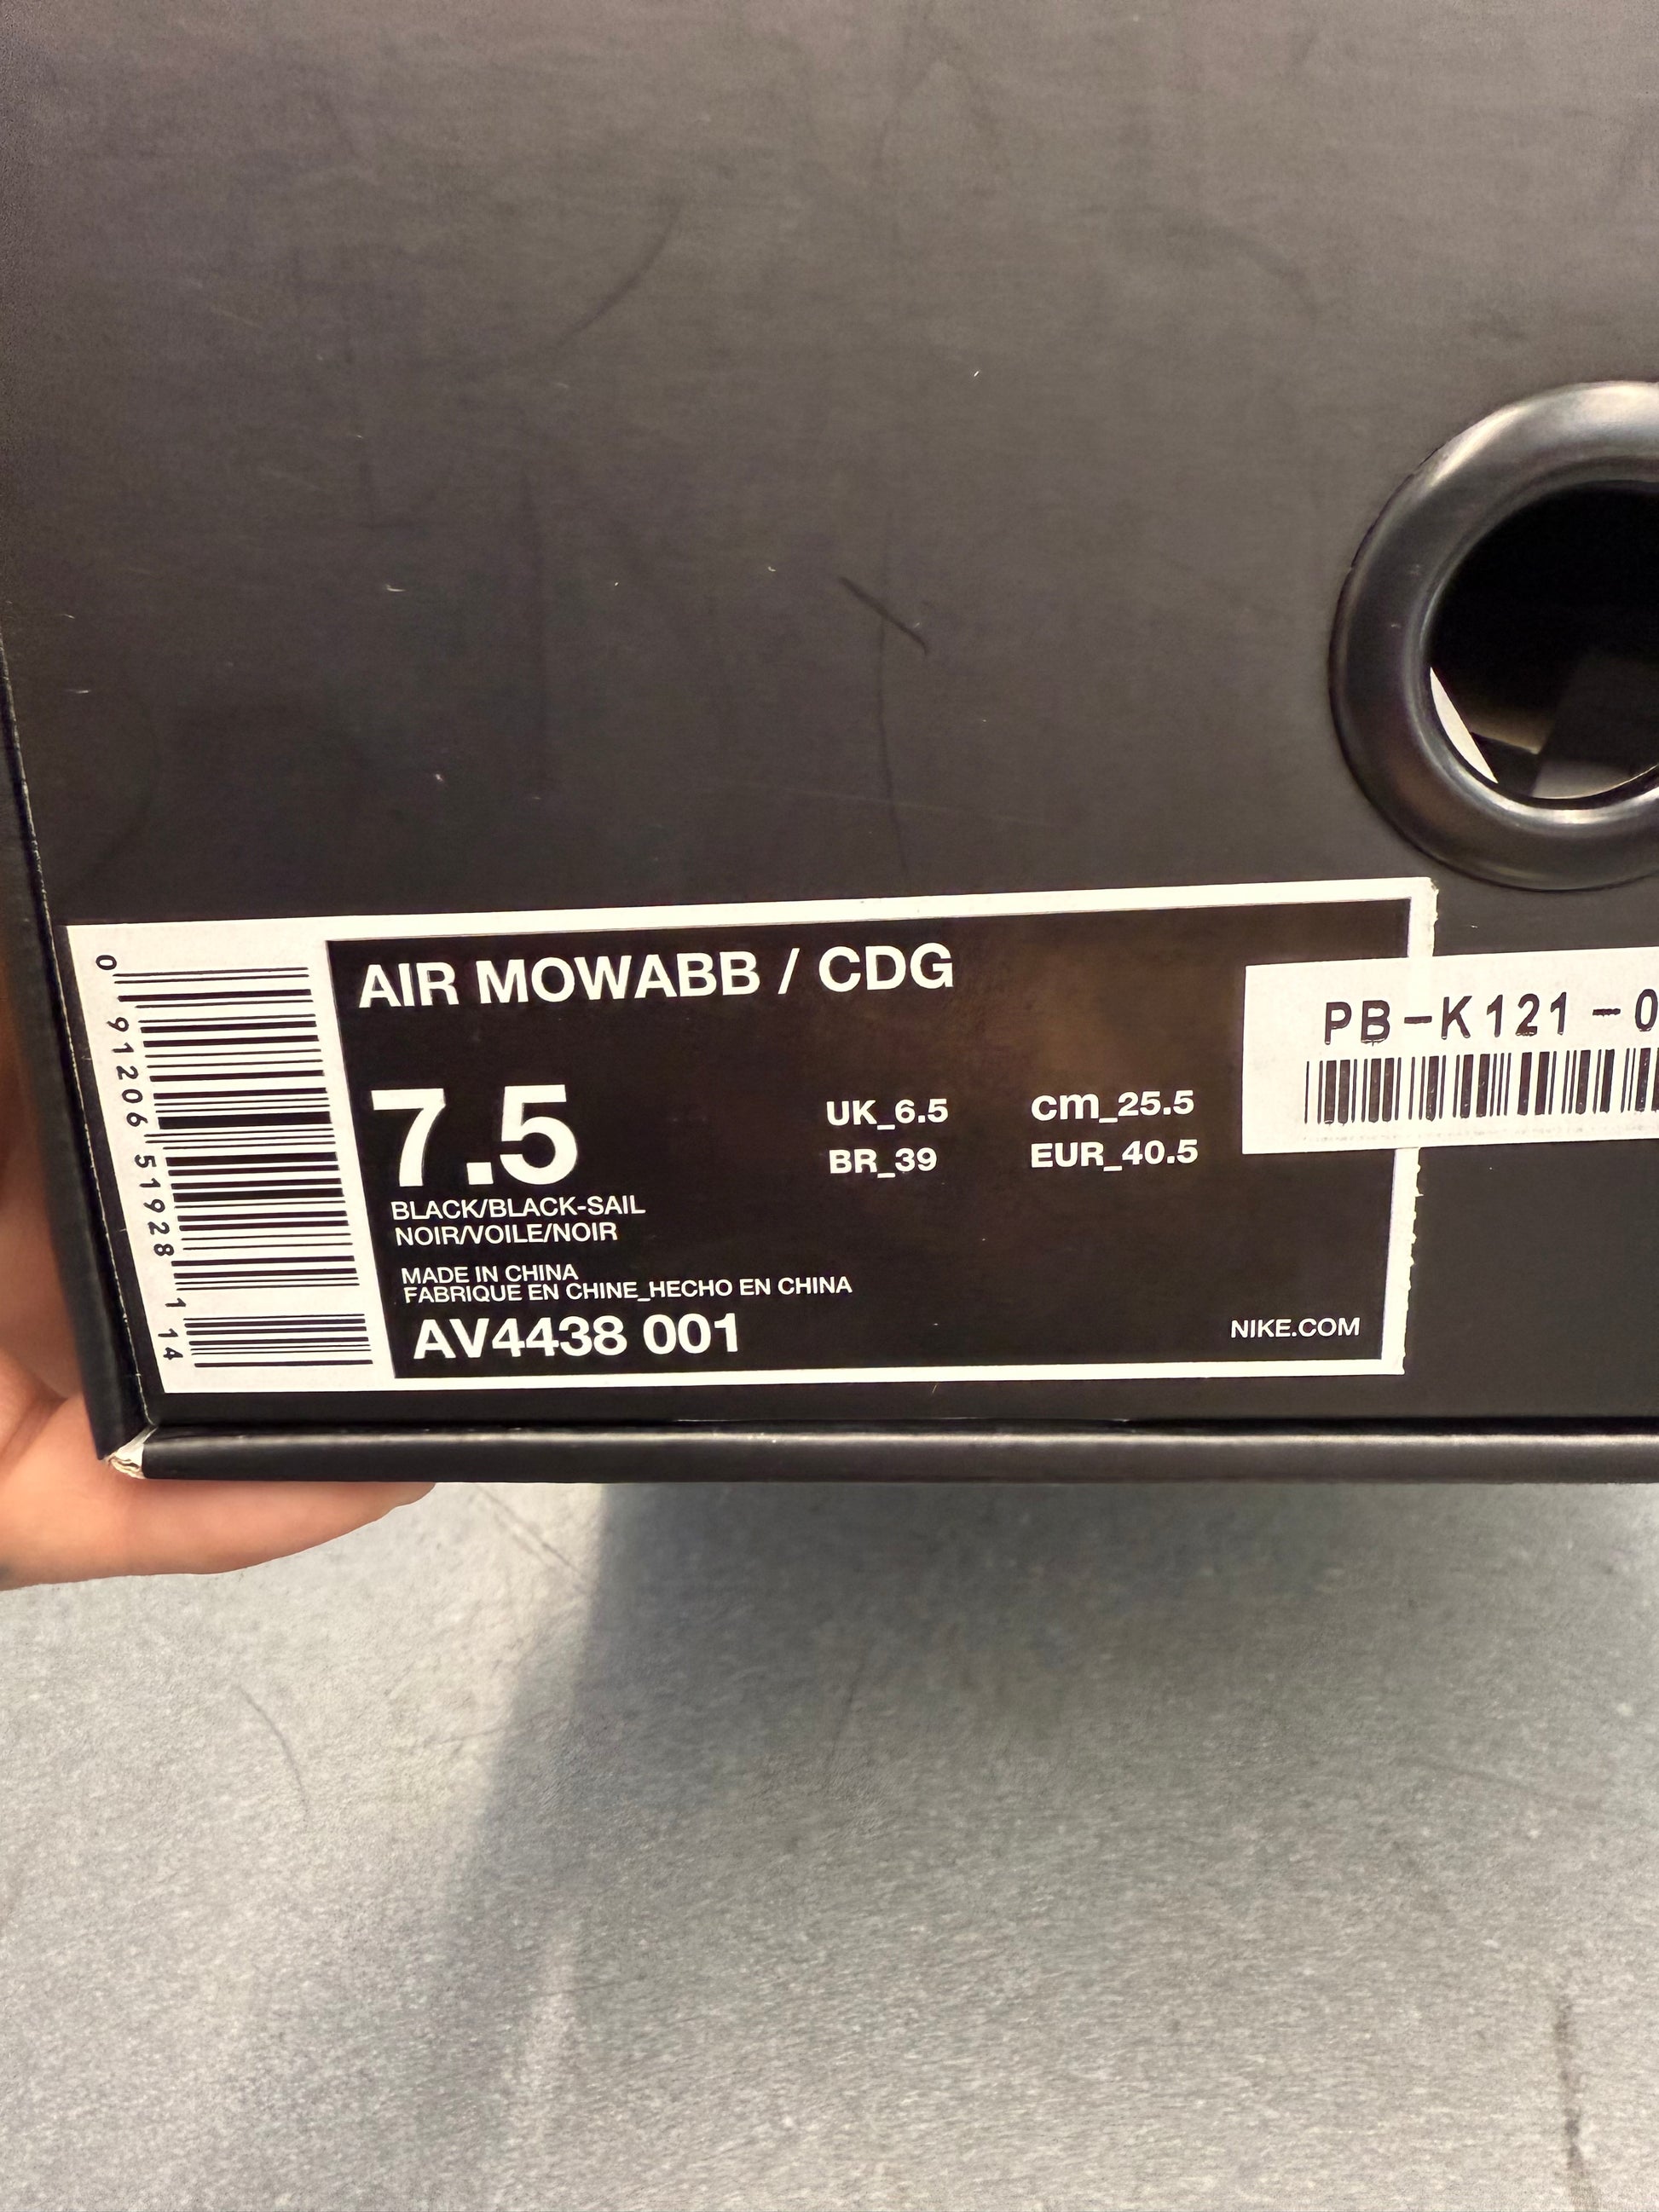 AIR MOWABB / CDG
7.5
UK_6.5
cm_25.5
BR_39
EUR_40.5
BLACK/BLACK-SAIL
NOIR/VOILE/NOIR
MADE IN CHINA
FABRIQUE EN CHINE_HECHO EN CHINA
AV4438 001
NIKE.COM
0 91206 51928 1 14
PB-K121-0